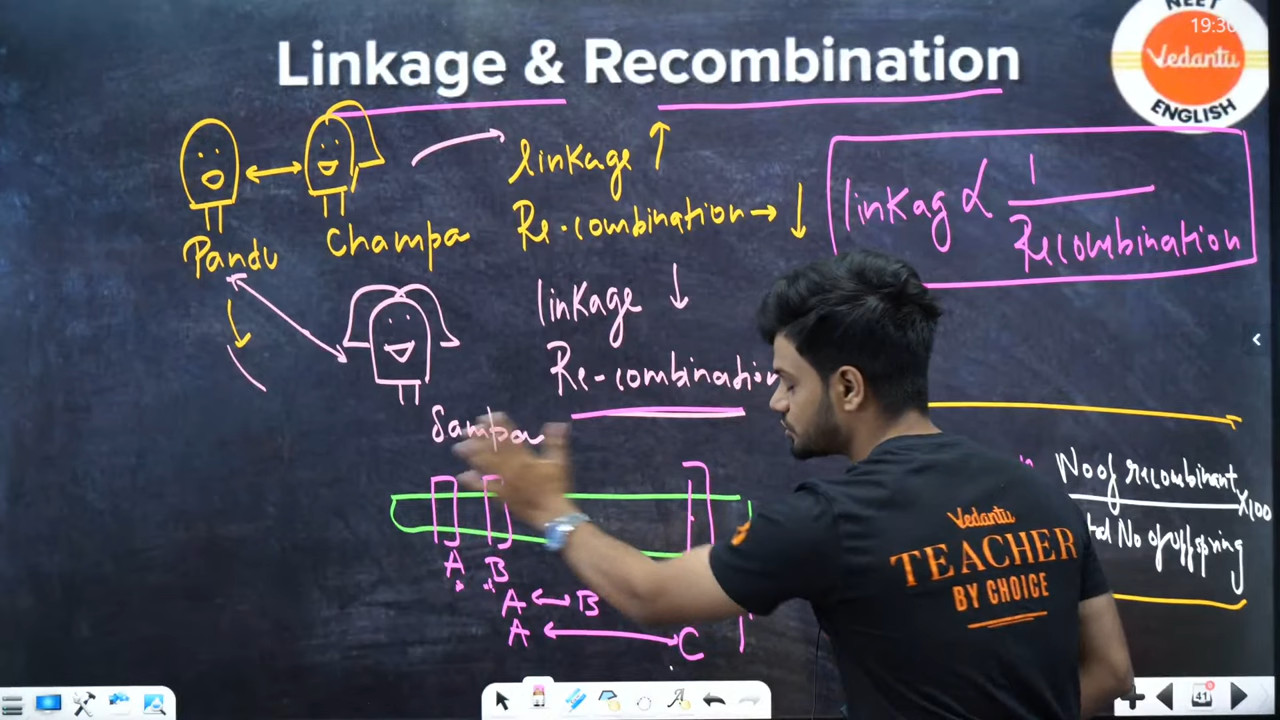 Linkage & Recombination
NEET
19:30
Vedantu
ENGLISH
linkage ↑
Re-combination → ↓
linkag ∝ 1
Recombination
Pandu
Champa
linkage ↓
Re-combination
Sampa
No of recombinant
X100
No of offspring
A B
A ↔ B
A ↔ C
Vedantu
TEACHER
BY CHOICE
41